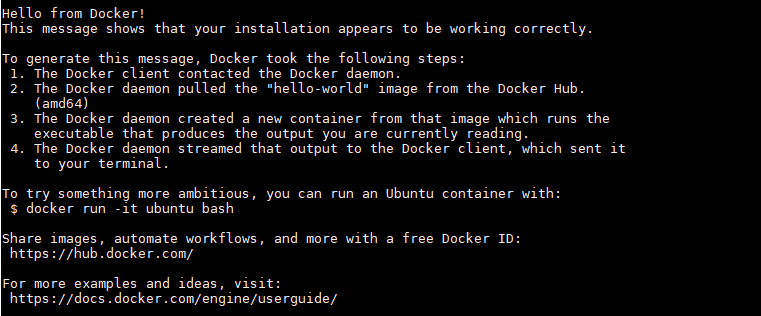 Hello from Docker!
This message shows that your installation appears to be working correctly.

To generate this message, Docker took the following steps:
 1. The Docker client contacted the Docker daemon.
 2. The Docker daemon pulled the "hello-world" image from the Docker Hub.
    (amd64)
 3. The Docker daemon created a new container from that image which runs the
    executable that produces the output you are currently reading.
 4. The Docker daemon streamed that output to the Docker client, which sent it
    to your terminal.

To try something more ambitious, you can run an Ubuntu container with:
 $ docker run -it ubuntu bash

Share images, automate workflows, and more with a free Docker ID:
 https://hub.docker.com/

For more examples and ideas, visit:
 https://docs.docker.com/engine/userguide/